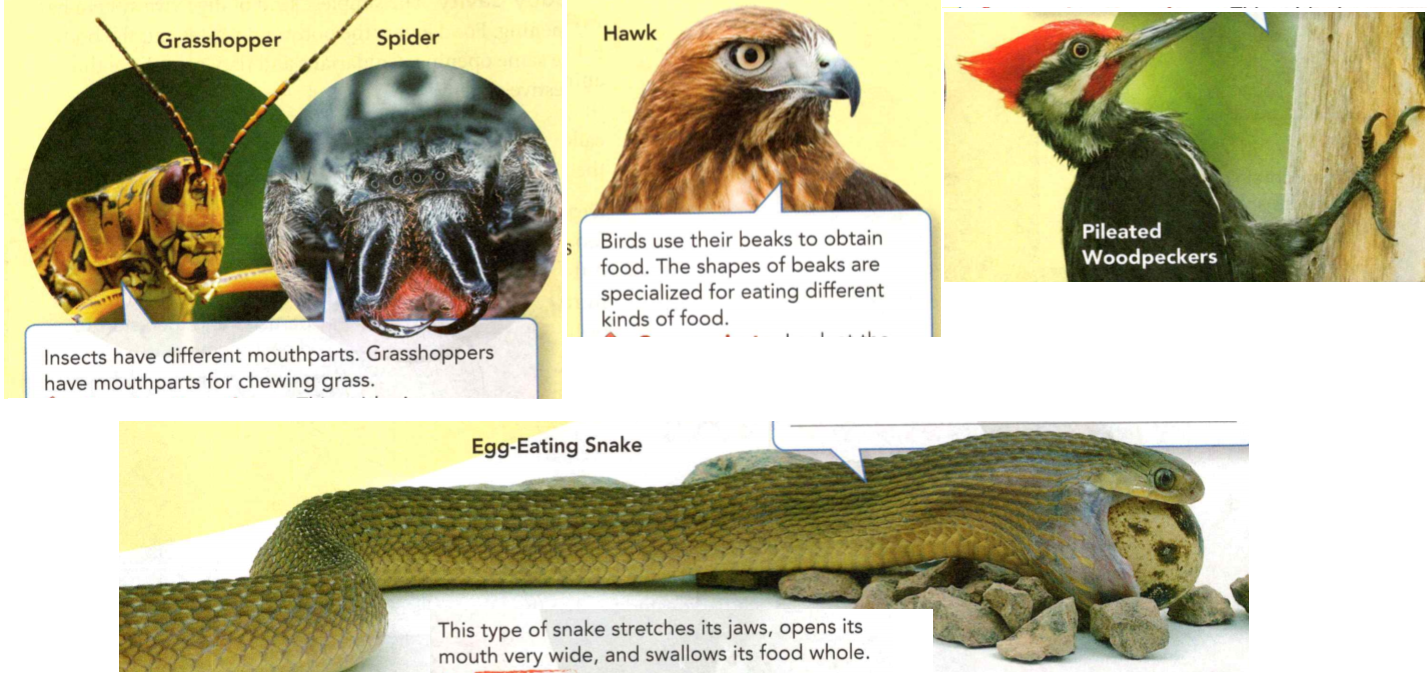 Grasshopper
Spider
Insects have different mouthparts. Grasshoppers
have mouthparts for chewing grass.
Hawk
Birds use their beaks to obtain
food. The shapes of beaks are
specialized for eating different
kinds of food.
Pileated
Woodpeckers
Egg-Eating Snake
This type of snake stretches its jaws, opens its
mouth very wide, and swallows its food whole.